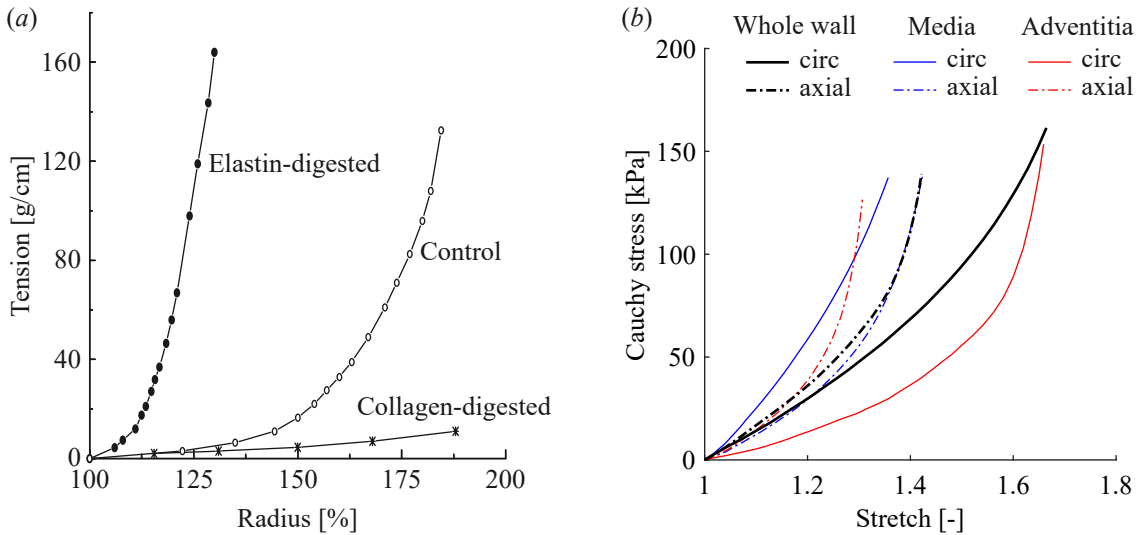 (a)
Tension [g/cm]
160
120
80
40
0
Elastin-digested
Control
Collagen-digested
100 125 150 175 200
Radius [%]
(b)
Whole wall Media Adventitia
circ circ circ
axial axial axial
Cauchy stress [kPa]
200
150
100
50
0
1 1.2 1.4 1.6 1.8
Stretch [-]